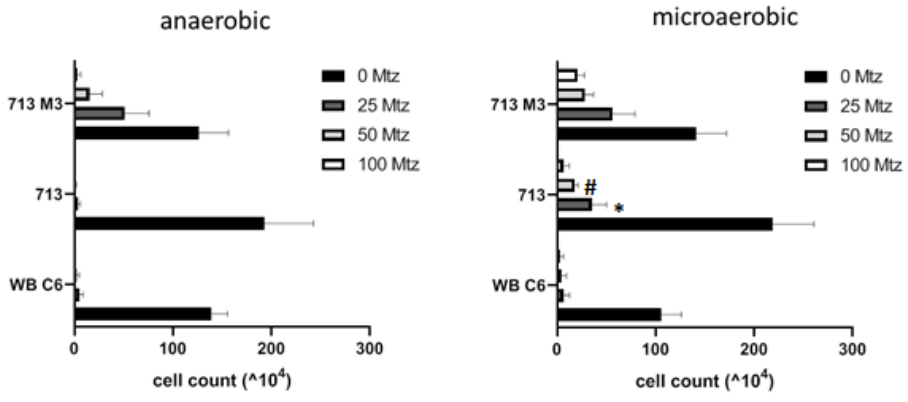 anaerobic
713 M3
713
WB C6
0 Mtz
25 Mtz
50 Mtz
100 Mtz
0
100
200
300
cell count (^10⁴)
microaerobic
713 M3
713
WB C6
#
*
0 Mtz
25 Mtz
50 Mtz
100 Mtz
0
100
200
300
cell count (^10⁴)